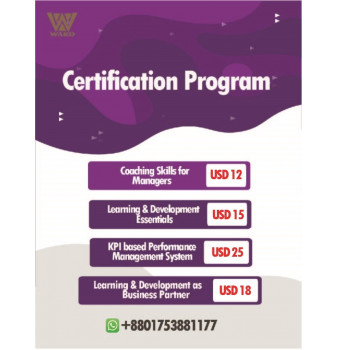 WAHD
Certification Program
Coaching Skills for
Managers
USD 12
Learning & Development
Essentials
USD 15
KPI based Performance
Management System
USD 25
Learning & Development as
Business Partner
USD 18
+8801753881177